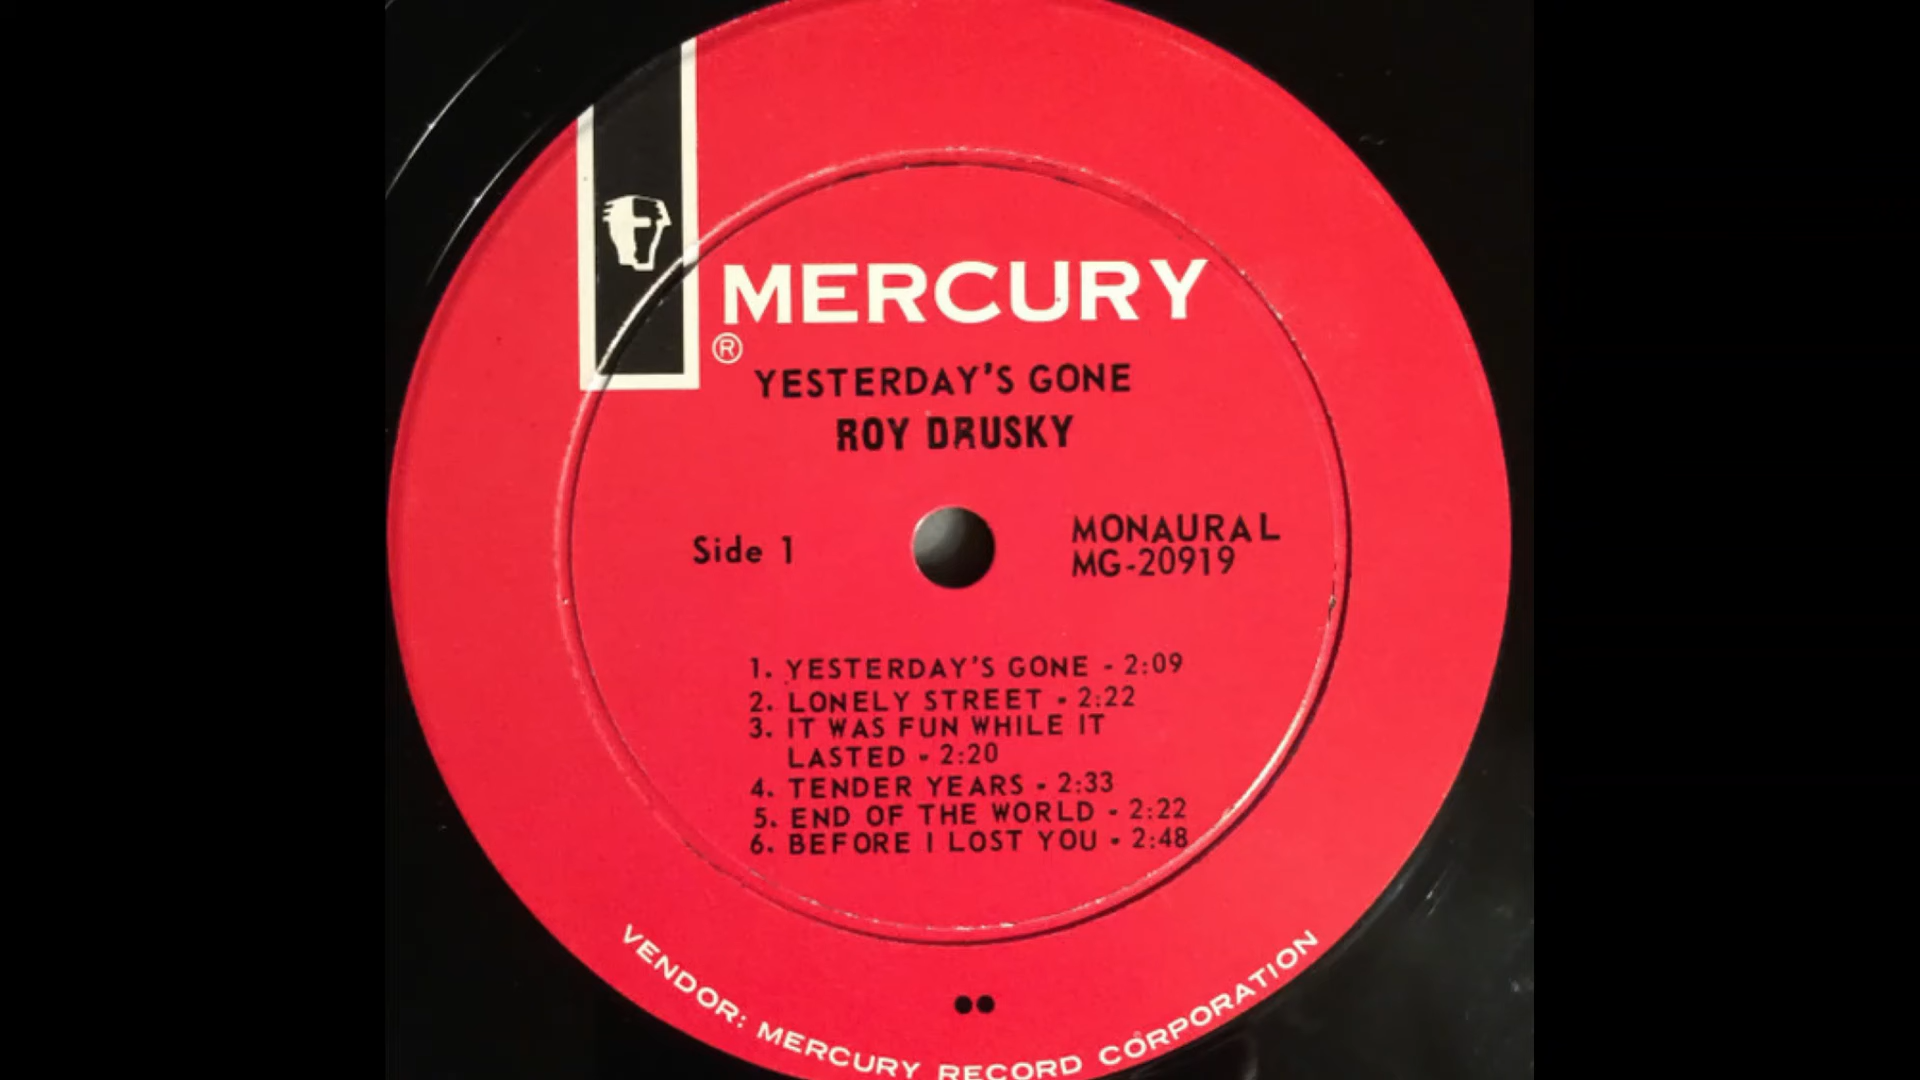 MERCURY
®
YESTERDAY'S GONE
ROY DRUSKY
Side 1
MONAURAL
MG-20919
1. YESTERDAY'S GONE - 2:09
2. LONELY STREET - 2:22
3. IT WAS FUN WHILE IT
LASTED - 2:20
4. TENDER YEARS - 2:33
5. END OF THE WORLD - 2:22
6. BEFORE I LOST YOU - 2:48
VENDOR: MERCURY RECORD CORPORATION